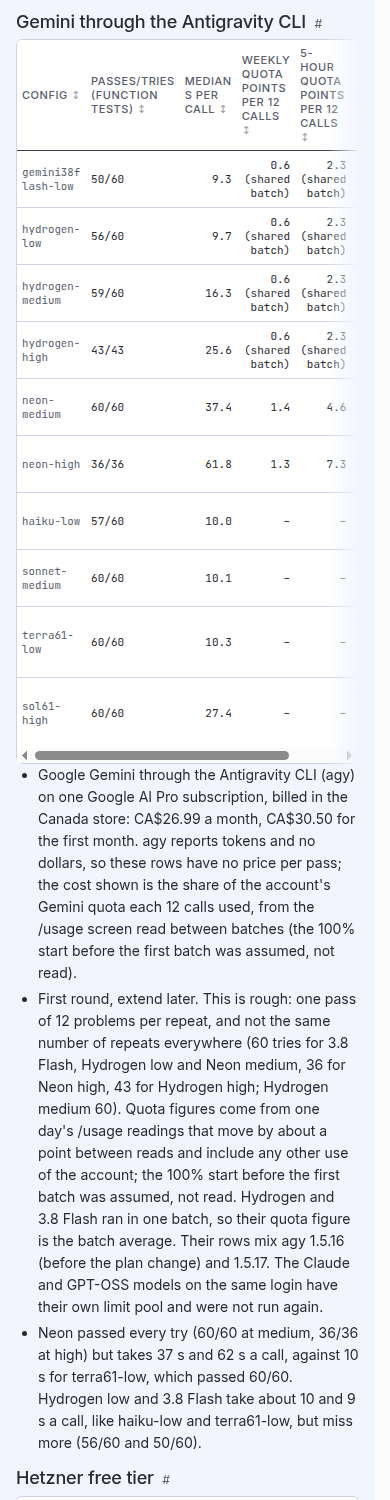 Gemini through the Antigravity CLI #
CONFIG ↕ PASSES/TRIES (FUNCTION TESTS) ↕ MEDIAN S PER CALL ↕ WEEKLY QUOTA POINTS PER 12 CALLS ↕ 5-HOUR QUOTA POINTS PER 12 CALLS ↕
gemini38flash-low 50/60 9.3 0.6 (shared batch) 2.3 (shared batch)
hydrogen-low 56/60 9.7 0.6 (shared batch) 2.3 (shared batch)
hydrogen-medium 59/60 16.3 0.6 (shared batch) 2.3 (shared batch)
hydrogen-high 43/43 25.6 0.6 (shared batch) 2.3 (shared batch)
neon-medium 60/60 37.4 1.4 4.6
neon-high 36/36 61.8 1.3 7.3
haiku-low 57/60 10.0 – –
sonnet-medium 60/60 10.1 – –
terra61-low 60/60 10.3 – –
sol61-high 60/60 27.4 – –
• Google Gemini through the Antigravity CLI (agy)
on one Google AI Pro subscription, billed in the
Canada store: CA$26.99 a month, CA$30.50 for
the first month. agy reports tokens and no
dollars, so these rows have no price per pass;
the cost shown is the share of the account's
Gemini quota each 12 calls used, from the
/usage screen read between batches (the 100%
start before the first batch was assumed, not
read).
• First round, extend later. This is rough: one pass
of 12 problems per repeat, and not the same
number of repeats everywhere (60 tries for 3.8
Flash, Hydrogen low and Neon medium, 36 for
Neon high, 43 for Hydrogen high; Hydrogen
medium 60). Quota figures come from one
day's /usage readings that move by about a
point between reads and include any other use
of the account; the 100% start before the first
batch was assumed, not read. Hydrogen and
3.8 Flash ran in one batch, so their quota figure
is the batch average. Their rows mix agy 1.5.16
(before the plan change) and 1.5.17. The Claude
and GPT-OSS models on the same login have
their own limit pool and were not run again.
• Neon passed every try (60/60 at medium, 36/36
at high) but takes 37 s and 62 s a call, against 10
s for terra61-low, which passed 60/60.
Hydrogen low and 3.8 Flash take about 10 and 9
s a call, like haiku-low and terra61-low, but miss
more (56/60 and 50/60).
Hetzner free tier #